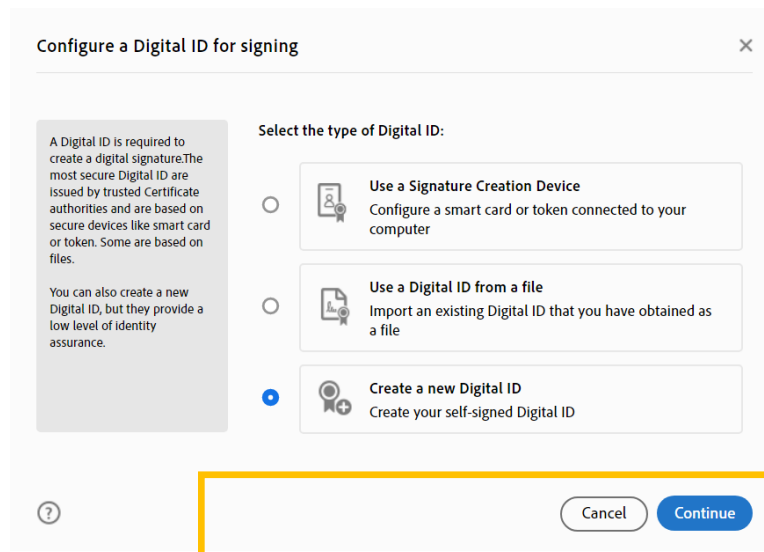 Configure a Digital ID for signing
A Digital ID is required to
create a digital signature.The
most secure Digital ID are
issued by trusted Certificate
authorities and are based on
secure devices like smart card
or token. Some are based on
files.
You can also create a new
Digital ID, but they provide a
low level of identity
assurance.
Select the type of Digital ID:
Use a Signature Creation Device
Configure a smart card or token connected to your
computer
Use a Digital ID from a file
Import an existing Digital ID that you have obtained as
a file
Create a new Digital ID
Create your self-signed Digital ID
?
Cancel
Continue